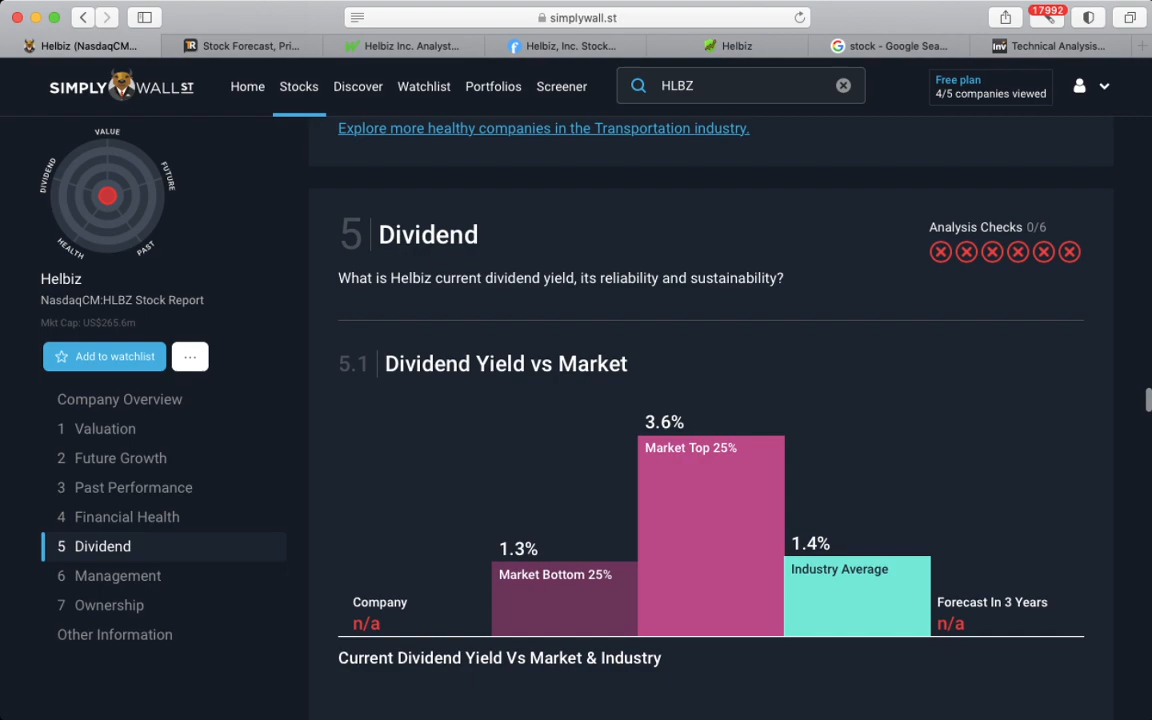 simplywall.st
17992
Helbiz (NasdaqCM...
Stock Forecast, Pri...
Helbiz Inc. Analyst...
Helbiz, Inc. Stock...
Helbiz
stock - Google Sea...
Technical Analysis...
SIMPLY WALL ST
Home
Stocks
Discover
Watchlist
Portfolios
Screener
HLBZ
Free plan
4/5 companies viewed
VALUE
FUTURE
PAST
HEALTH
DIVIDEND
Helbiz
NasdaqCM:HLBZ Stock Report
Mkt Cap: US$265.6m
Add to watchlist
...
Company Overview
1 Valuation
2 Future Growth
3 Past Performance
4 Financial Health
5 Dividend
6 Management
7 Ownership
Other Information
Explore more healthy companies in the Transportation industry.
5 Dividend
Analysis Checks 0/6
What is Helbiz current dividend yield, its reliability and sustainability?
5.1 Dividend Yield vs Market
Company
n/a
1.3%
Market Bottom 25%
3.6%
Market Top 25%
1.4%
Industry Average
Forecast In 3 Years
n/a
Current Dividend Yield Vs Market & Industry